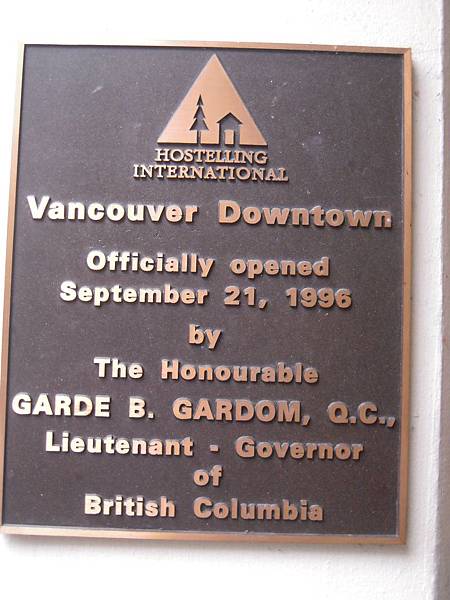 HOSTELLING
INTERNATIONAL
Vancouver Downtown
Officially opened
September 21, 1996
by
The Honourable
GARDE B. GARDOM, Q.C.,
Lieutenant - Governor
of
British Columbia